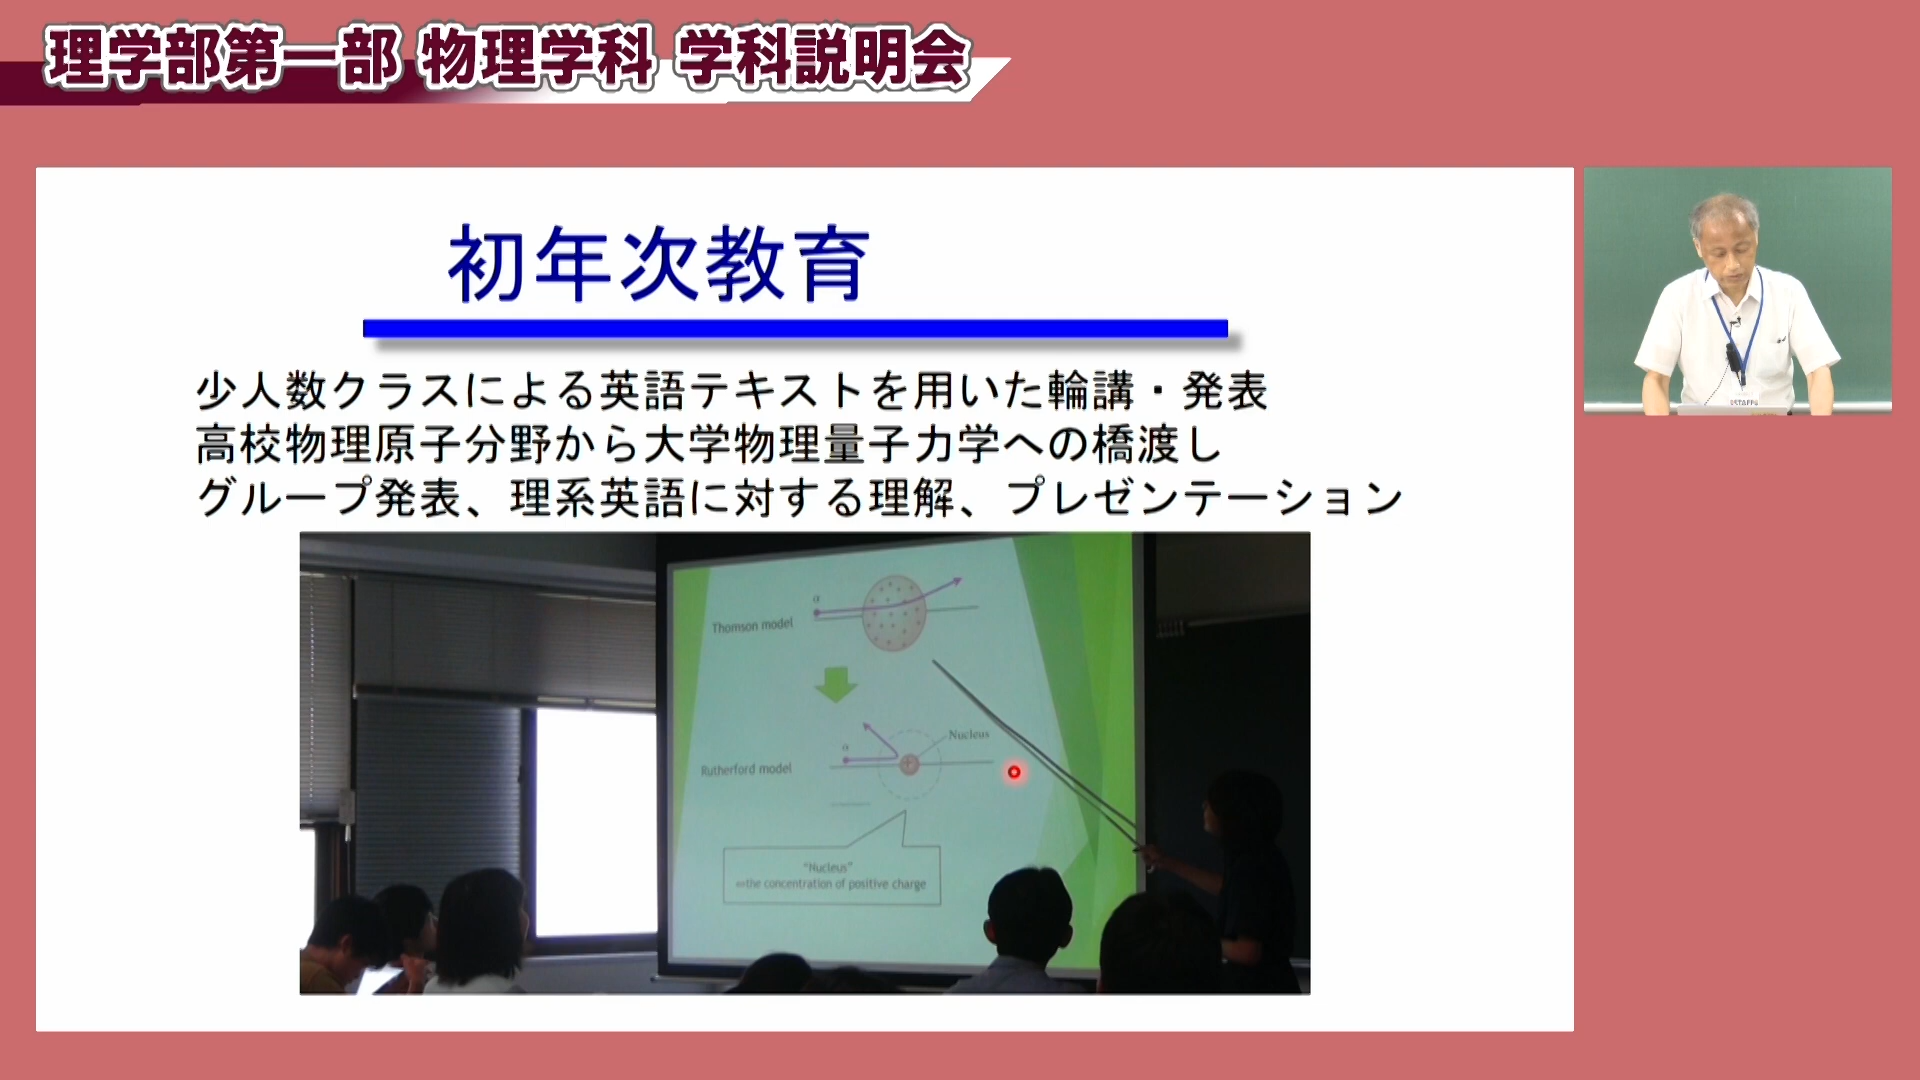 理学部第一部 物理学科 学科説明会
初年次教育
少人数クラスによる英語テキストを用いた輪講・発表
高校物理原子分野から大学物理量子力学への橋渡し
グループ発表、理系英語に対する理解、プレゼンテーション
α
Thomson model
Nucleus
α
Rutherford model
“Nucleus”
⇒the concentration of positive charge